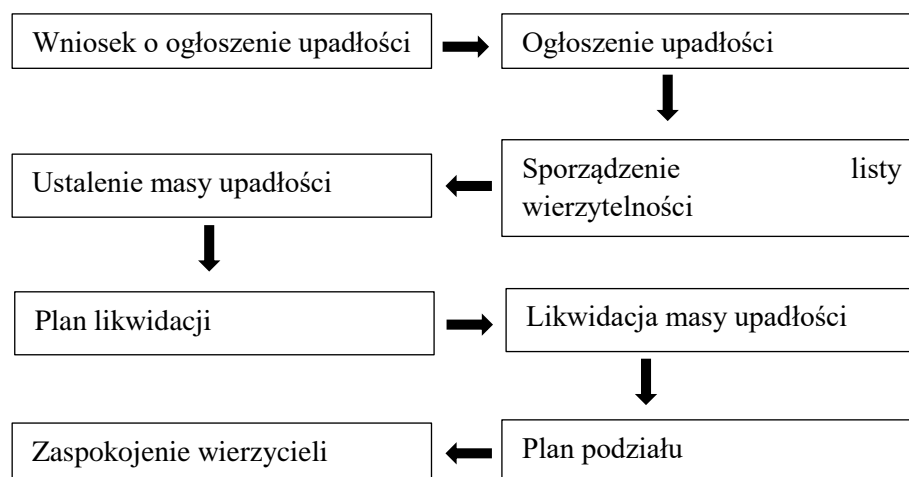 Wniosek o ogłoszenie upadłości
Ogłoszenie upadłości
Sporządzenie listy
wierzytelności
Ustalenie masy upadłości
Plan likwidacji
Likwidacja masy upadłości
Plan podziału
Zaspokojenie wierzycieli